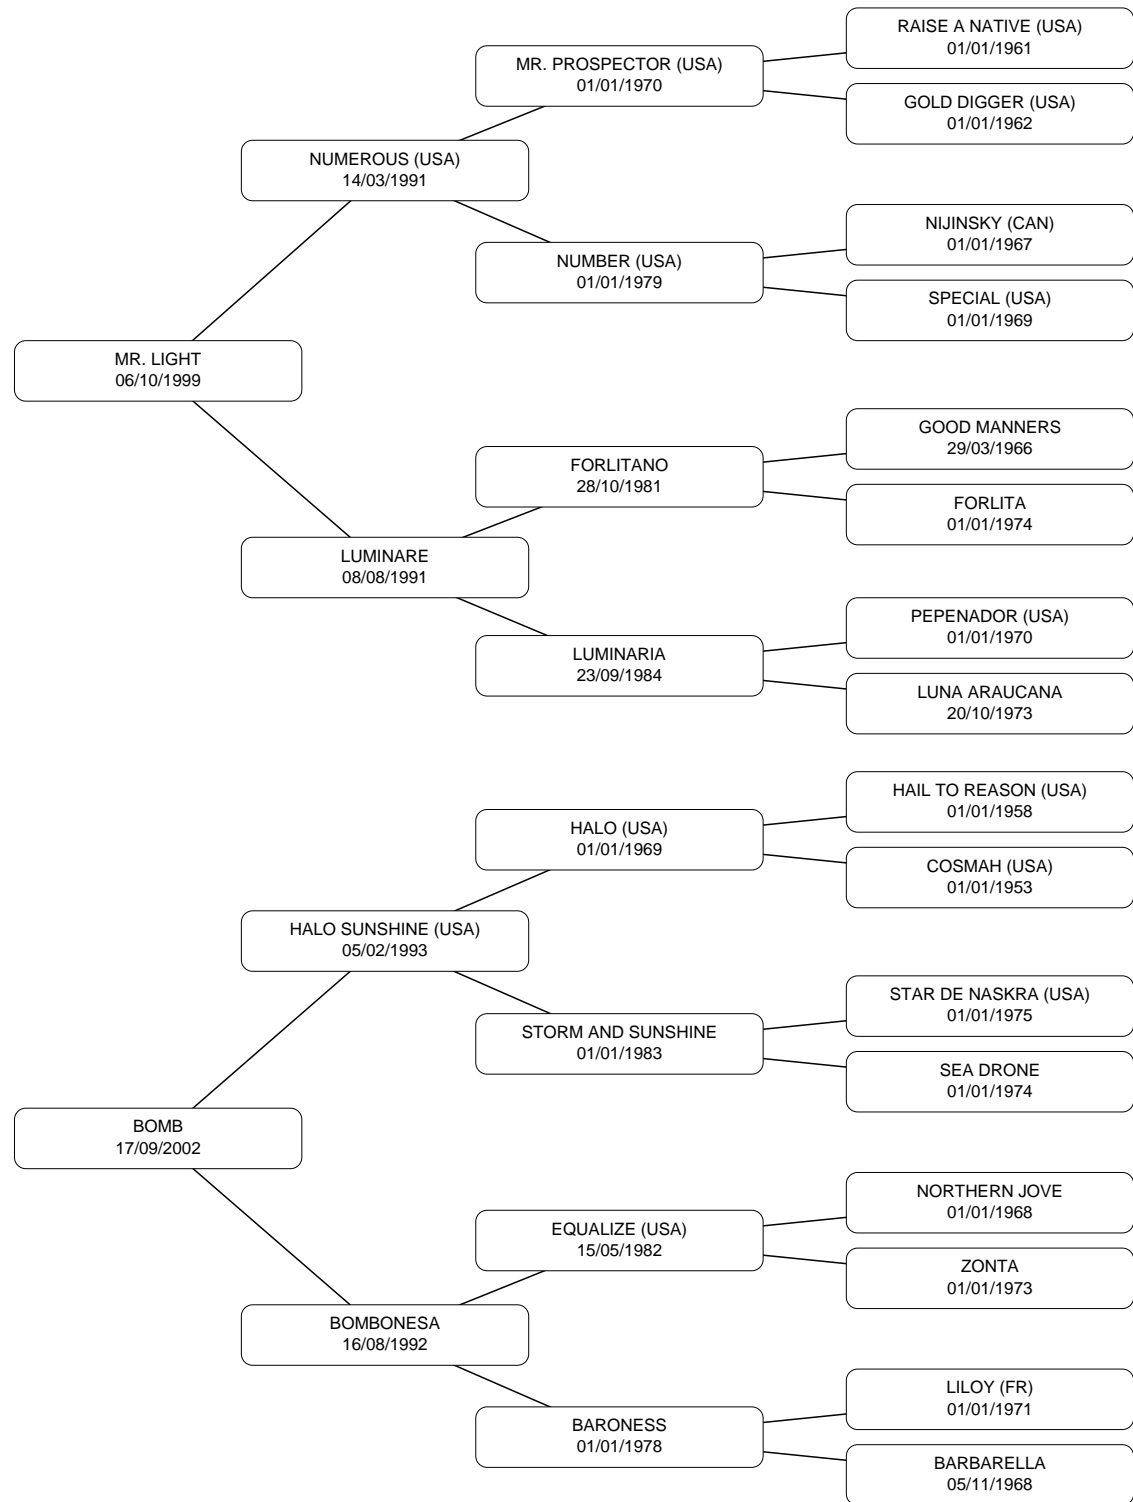 RAISE A NATIVE (USA)
01/01/1961
MR. PROSPECTOR (USA)
01/01/1970
GOLD DIGGER (USA)
01/01/1962
NUMEROUS (USA)
14/03/1991
NIJINSKY (CAN)
01/01/1967
NUMBER (USA)
01/01/1979
SPECIAL (USA)
01/01/1969
MR. LIGHT
06/10/1999
GOOD MANNERS
29/03/1966
FORLITANO
28/10/1981
FORLITA
01/01/1974
LUMINARE
08/08/1991
PEPENADOR (USA)
01/01/1970
LUMINARIA
23/09/1984
LUNA ARAUCANA
20/10/1973
HAIL TO REASON (USA)
01/01/1958
HALO (USA)
01/01/1969
COSMAH (USA)
01/01/1953
HALO SUNSHINE (USA)
05/02/1993
STAR DE NASKRA (USA)
01/01/1975
STORM AND SUNSHINE
01/01/1983
SEA DRONE
01/01/1974
BOMB
17/09/2002
NORTHERN JOVE
01/01/1968
EQUALIZE (USA)
15/05/1982
ZONTA
01/01/1973
BOMBONESA
16/08/1992
LILOY (FR)
01/01/1971
BARONESS
01/01/1978
BARBARELLA
05/11/1968